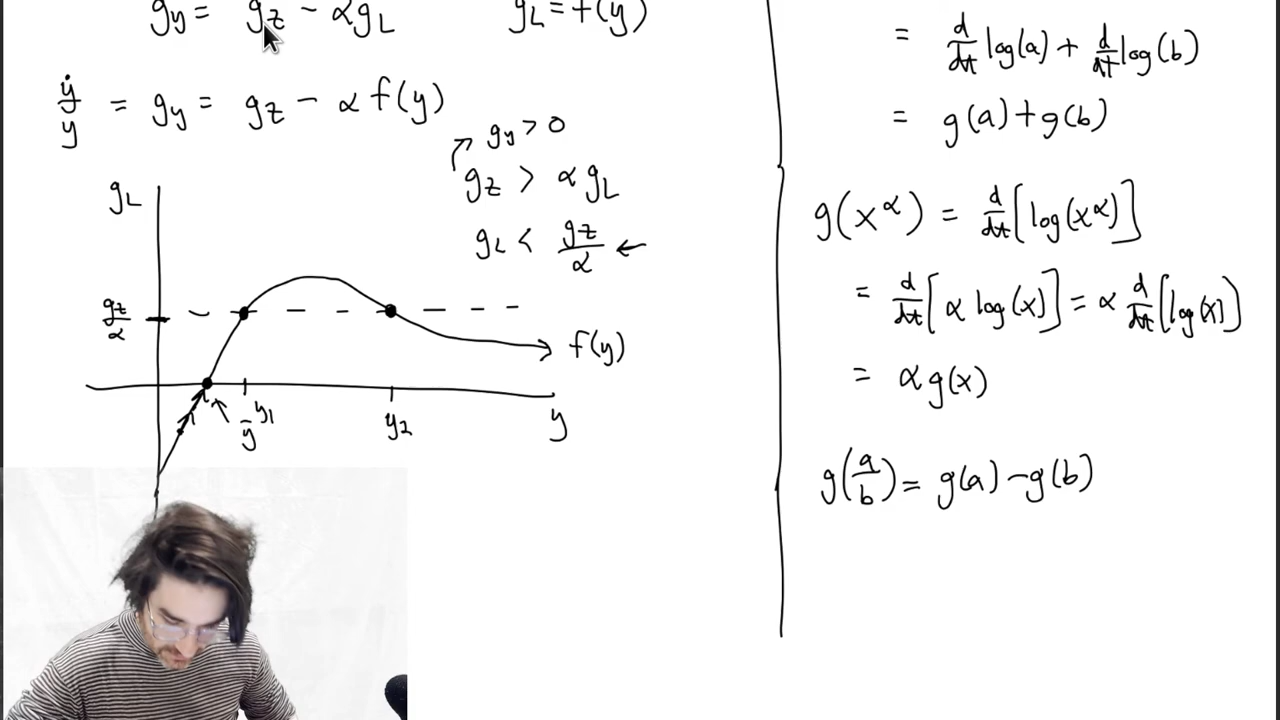 gy = gz - αgL    gL = f(y)
ẏ/y = gy = gz - α f(y)
gy > 0
gz > α gL
gL < gz/α ←
gL
gz/α
f(y)
ȳ y1 y2 y
= d/dt log(a) + d/dt log(b)
= g(a) + g(b)
g(x^α) = d/dt [log(x^α)]
= d/dt [α log(x)] = α d/dt [log(x)]
= α g(x)
g(a/b) = g(a) - g(b)